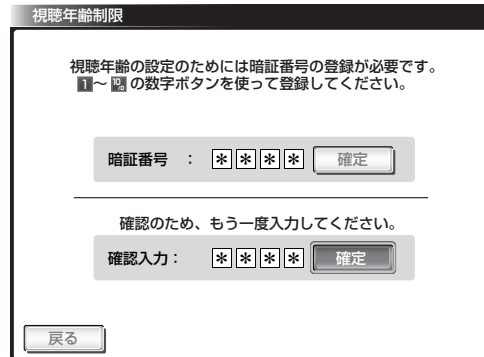 視聴年齢制限
視聴年齢の設定のためには暗証番号の登録が必要です。
1～10/0 の数字ボタンを使って登録してください。
暗証番号 ： ＊＊＊＊ 確定
確認のため、もう一度入力してください。
確認入力： ＊＊＊＊ 確定
戻る